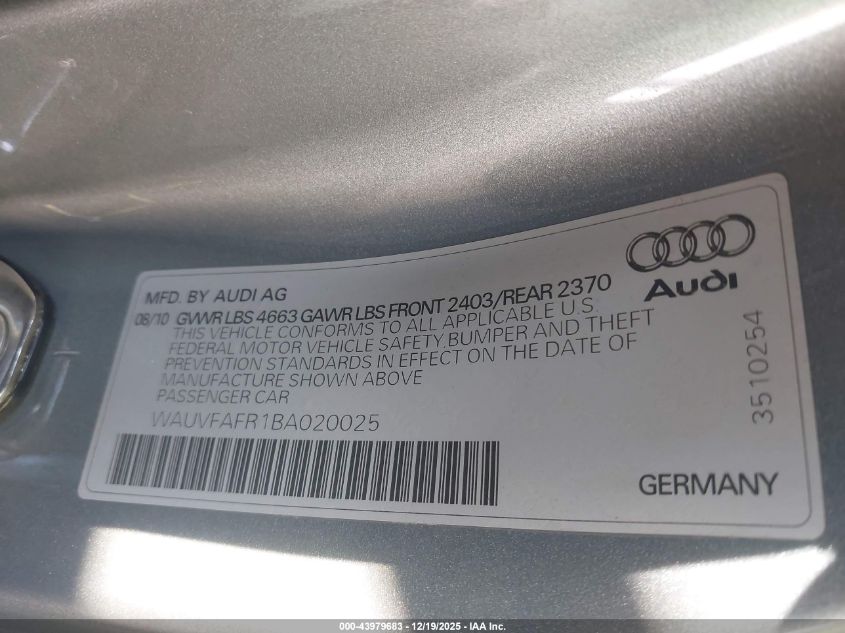 Audi
MFD. BY AUDI AG
08/10 GVWR LBS 4663 GAWR LBS FRONT 2403/REAR 2370
THIS VEHICLE CONFORMS TO ALL APPLICABLE U.S
FEDERAL MOTOR VEHICLE SAFETY,BUMPER AND THEFT
PREVENTION STANDARDS IN EFFECT ON THE DATE OF
MANUFACTURE SHOWN ABOVE
PASSENGER CAR
WAUVFAFR1BA020025
3510254
GERMANY
000-43979683 - 12/19/2025 - IAA Inc.